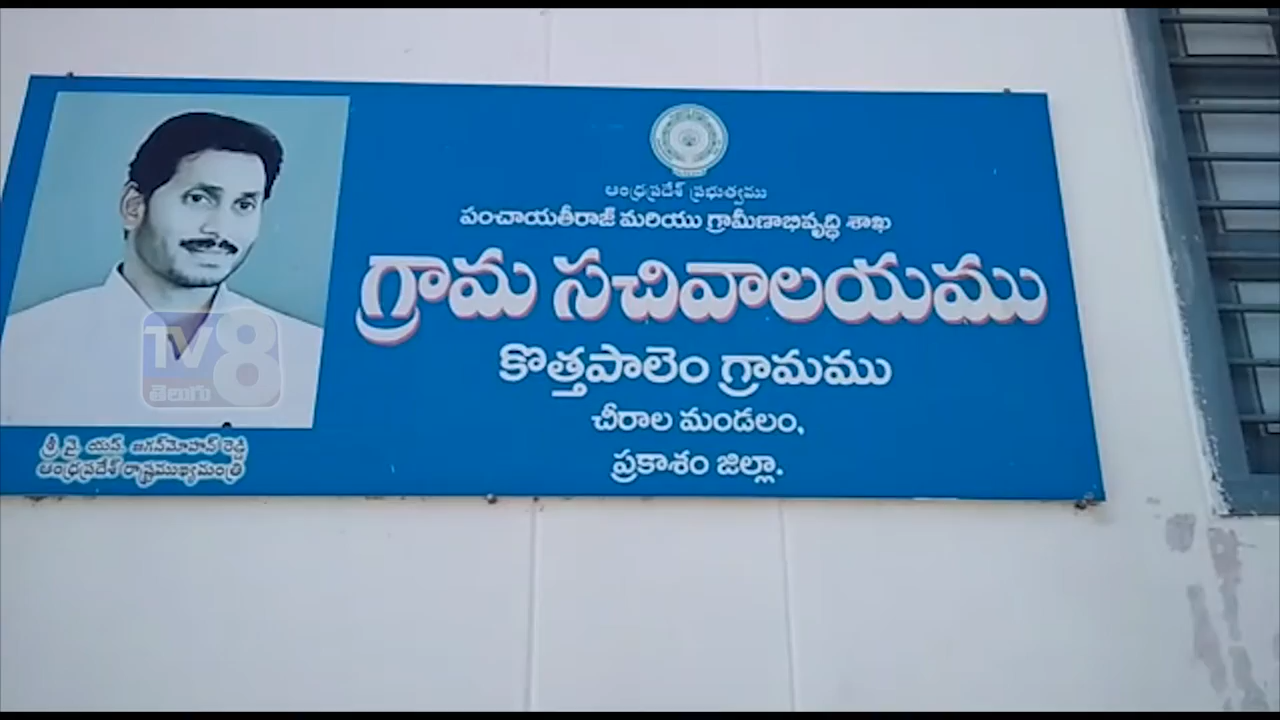 ఆంధ్రప్రదేశ్ ప్రభుత్వము
పంచాయతీరాజ్ మరియు గ్రామీణాభివృద్ధి శాఖ
గ్రామ సచివాలయము
కొత్తపాలెం గ్రామము
చీరాల మండలం,
ప్రకాశం జిల్లా.
శ్రీ వై. యస్. జగన్‌మోహన్ రెడ్డి
ఆంధ్రప్రదేశ్ రాష్ట్రముఖ్యమంత్రి
TV8
తెలుగు